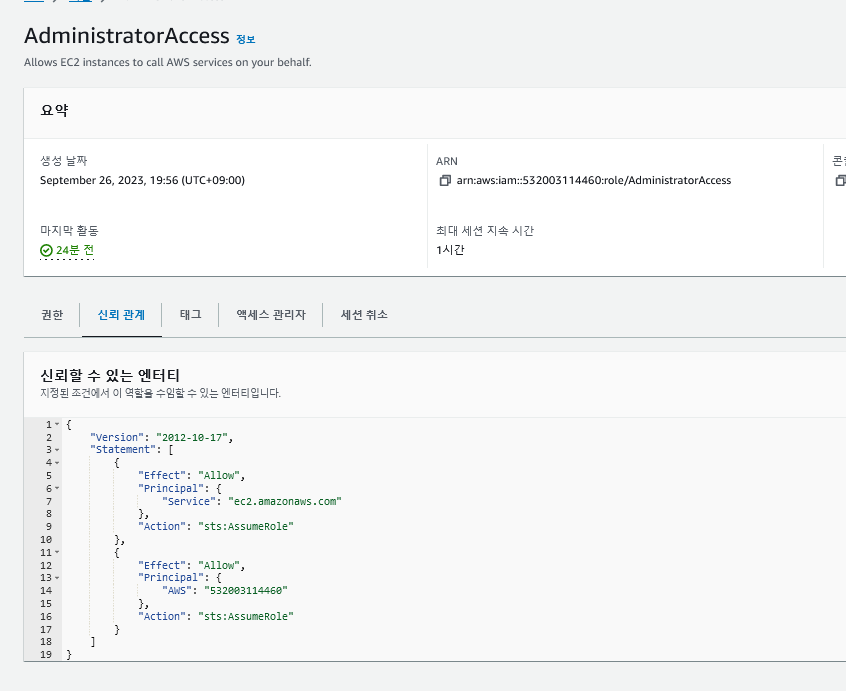 AdministratorAccess 정보
Allows EC2 instances to call AWS services on your behalf.
요약
생성 날짜
September 26, 2023, 19:56 (UTC+09:00)
ARN
arn:aws:iam::532003114460:role/AdministratorAccess
마지막 활동
24분 전
최대 세션 지속 시간
1시간
권한 신뢰 관계 태그 액세스 관리자 세션 취소
신뢰할 수 있는 엔터티
지정된 조건에서 이 역할을 수임할 수 있는 엔터티입니다.
1 {
2 "Version": "2012-10-17",
3 "Statement": [
4 {
5 "Effect": "Allow",
6 "Principal": {
7 "Service": "ec2.amazonaws.com"
8 },
9 "Action": "sts:AssumeRole"
10 },
11 {
12 "Effect": "Allow",
13 "Principal": {
14 "AWS": "532003114460"
15 },
16 "Action": "sts:AssumeRole"
17 }
18 ]
19 }